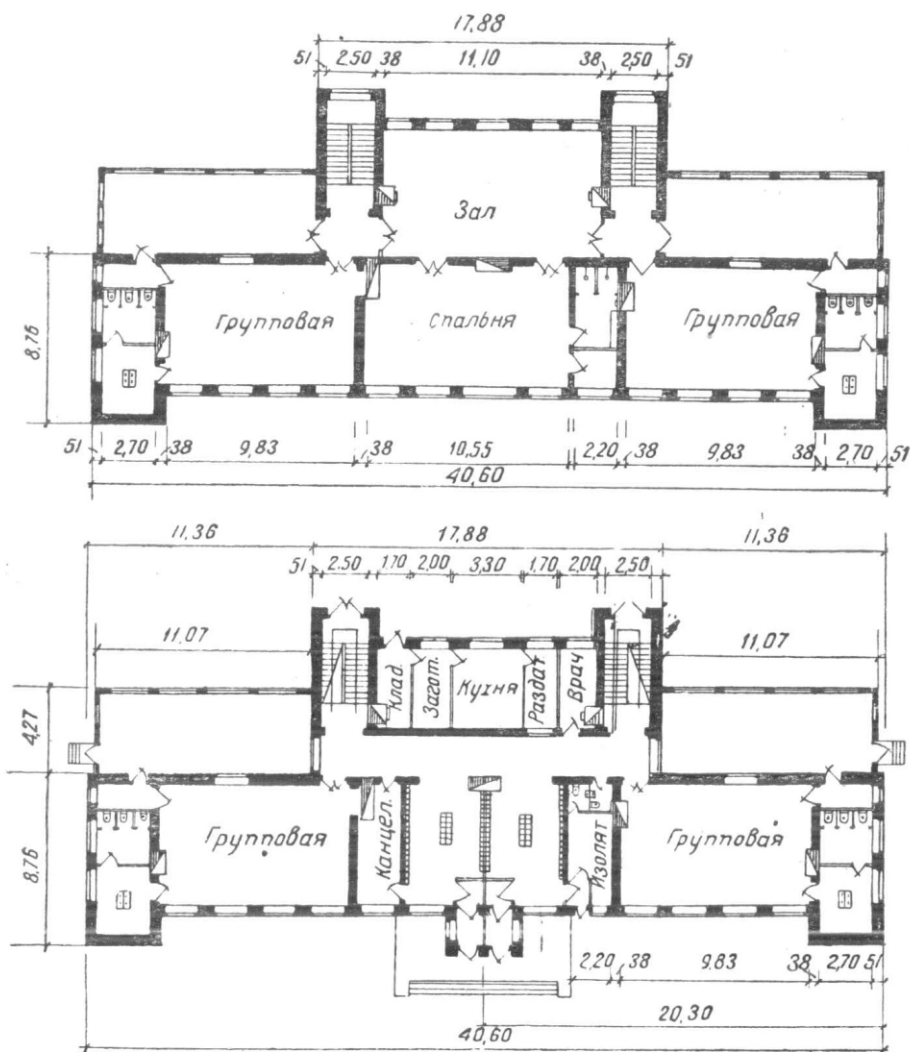 17,88
51 2,50 38 11,10 38 2,50 51
Зал
8,76
Групповая Спальня Групповая
51 2,70 38 9,83 38 10,55 2,20 38 9,83 38 2,70 51
40,60
11,36 17,88 11,36
51 2.50 1,70 2,00 3,30 1,70 2,00 2,50
11,07 11,07
4,27
Клад. Загот. Кухня Раздат Врач
8.76
Групповая Канцел. Изолят Групповая
2,20 38 9,83 38 2,70 51
20,30
40,60